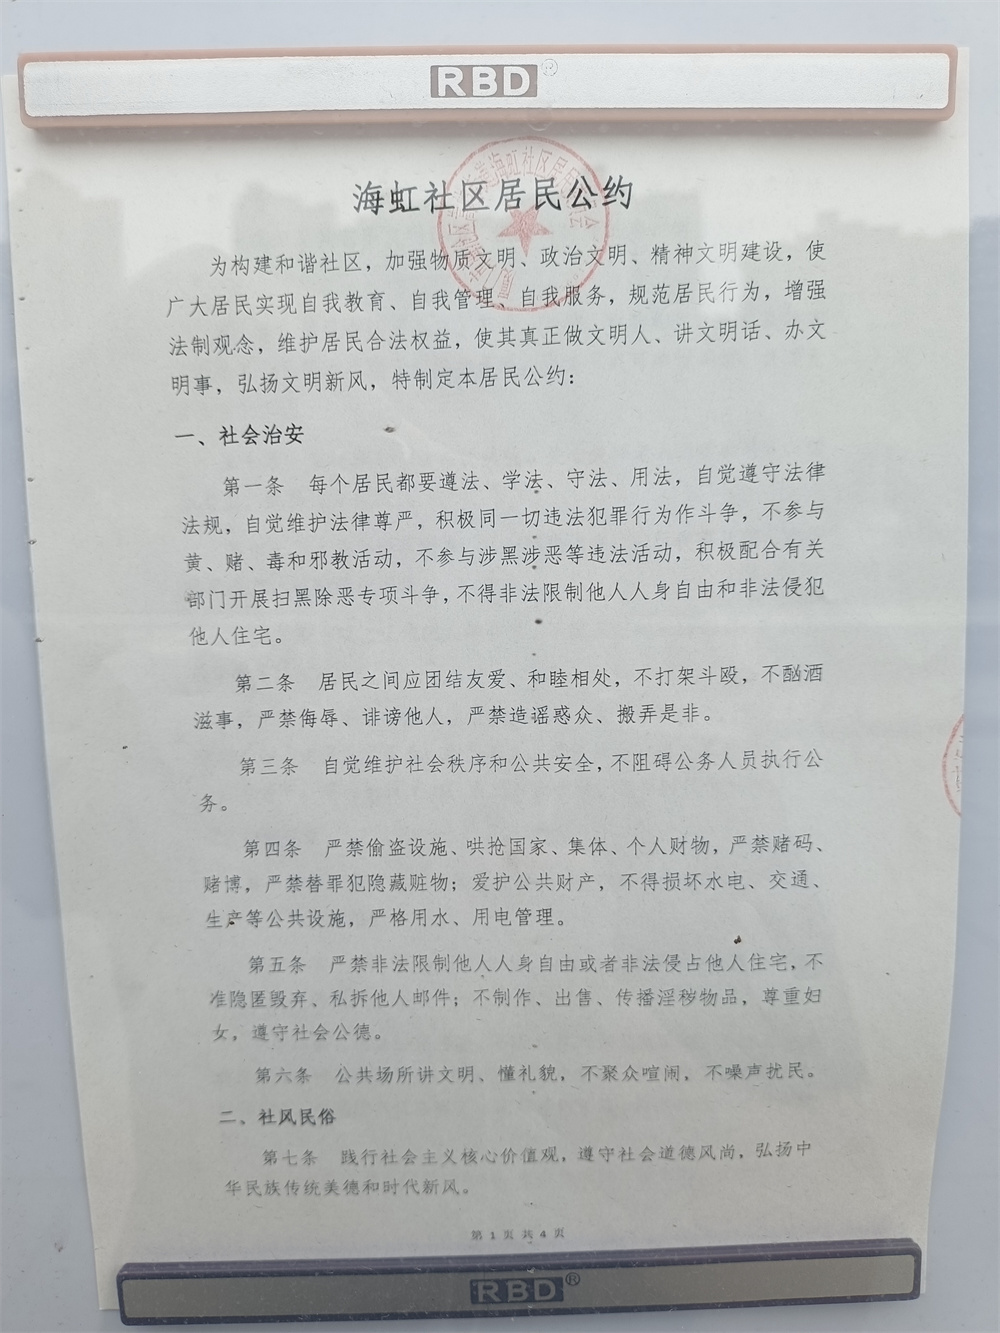 RBD®
海虹社区居民公约
为构建和谐社区，加强物质文明、政治文明、精神文明建设，使
广大居民实现自我教育、自我管理、自我服务，规范居民行为，增强
法制观念，维护居民合法权益，使其真正做文明人、讲文明话、办文
明事，弘扬文明新风，特制定本居民公约：
一、社会治安
第一条 每个居民都要遵法、学法、守法、用法，自觉遵守法律
法规，自觉维护法律尊严，积极同一切违法犯罪行为作斗争，不参与
黄、赌、毒和邪教活动，不参与涉黑涉恶等违法活动，积极配合有关
部门开展扫黑除恶专项斗争，不得非法限制他人人身自由和非法侵犯
他人住宅。
第二条 居民之间应团结友爱、和睦相处，不打架斗殴，不酗酒
滋事，严禁侮辱、诽谤他人，严禁造谣惑众、搬弄是非。
第三条 自觉维护社会秩序和公共安全，不阻碍公务人员执行公
务。
第四条 严禁偷盗设施、哄抢国家、集体、个人财物，严禁赌码、
赌博，严禁替罪犯隐藏赃物；爱护公共财产，不得损坏水电、交通、
生产等公共设施，严格用水、用电管理。
第五条 严禁非法限制他人人身自由或者非法侵占他人住宅，不
准隐匿毁弃、私拆他人邮件；不制作、出售、传播淫秽物品，尊重妇
女，遵守社会公德。
第六条 公共场所讲文明、懂礼貌，不聚众喧闹，不噪声扰民。
二、社风民俗
第七条 践行社会主义核心价值观，遵守社会道德风尚，弘扬中
华民族传统美德和时代新风。
第 1 页 共 4 页
RBD®